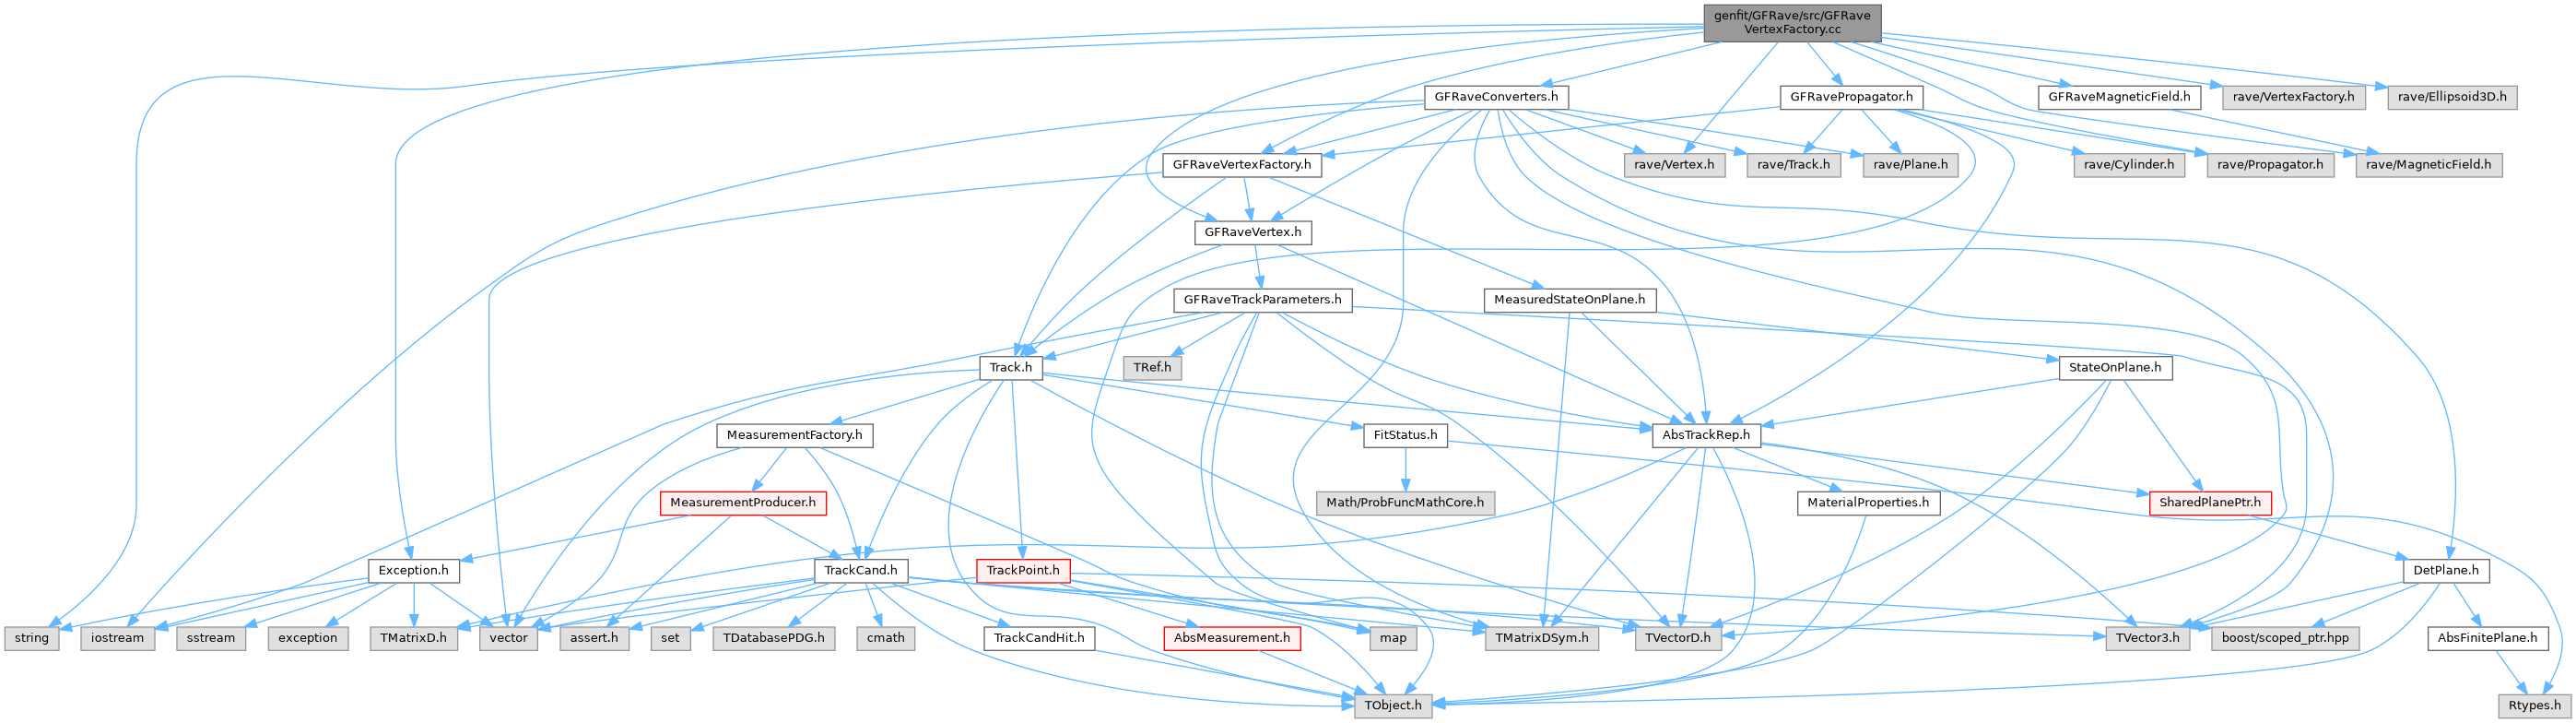 genfit/GFRave/src/GFRave
VertexFactory.cc
GFRaveConverters.h
GFRavePropagator.h
GFRaveMagneticField.h
rave/VertexFactory.h
rave/Ellipsoid3D.h
GFRaveVertexFactory.h
rave/Vertex.h
rave/Track.h
rave/Plane.h
rave/Cylinder.h
rave/Propagator.h
rave/MagneticField.h
GFRaveVertex.h
GFRaveTrackParameters.h
MeasuredStateOnPlane.h
Track.h
TRef.h
StateOnPlane.h
MeasurementFactory.h
FitStatus.h
AbsTrackRep.h
MeasurementProducer.h
Math/ProbFuncMathCore.h
MaterialProperties.h
SharedPlanePtr.h
Exception.h
TrackCand.h
TrackPoint.h
DetPlane.h
string
iostream
sstream
exception
TMatrixD.h
vector
assert.h
set
TDatabasePDG.h
cmath
TrackCandHit.h
AbsMeasurement.h
map
TMatrixDSym.h
TVectorD.h
TVector3.h
boost/scoped_ptr.hpp
AbsFinitePlane.h
TObject.h
Rtypes.h